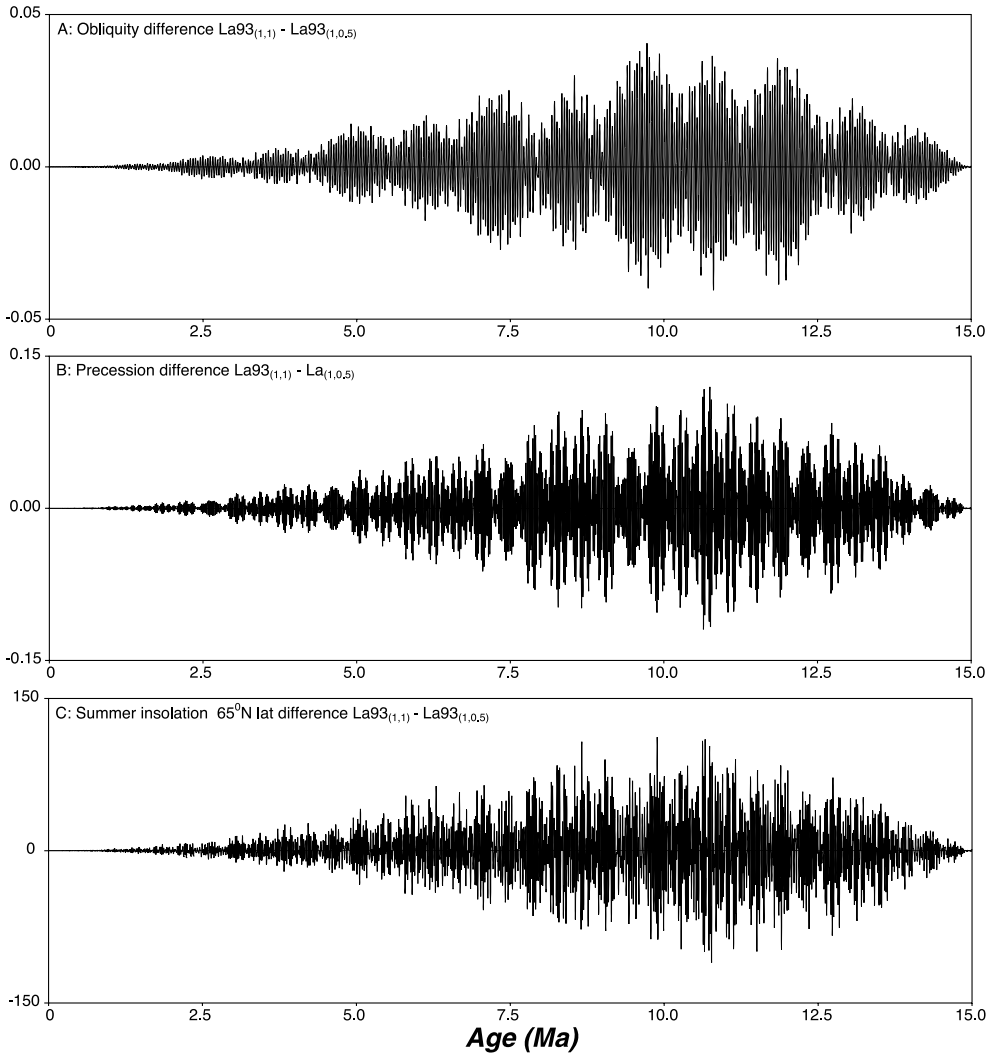 0.05
A: Obliquity difference La93(1,1) - La93(1,0.5)
0.00
-0.05
0 2.5 5.0 7.5 10.0 12.5 15.0
0.15
B: Precession difference La93(1,1) - La(1,0.5)
0.00
-0.15
0 2.5 5.0 7.5 10.0 12.5 15.0
150
C: Summer insolation 65⁰N lat difference La93(1,1) - La93(1,0.5)
0
-150
0 2.5 5.0 7.5 10.0 12.5 15.0
Age (Ma)